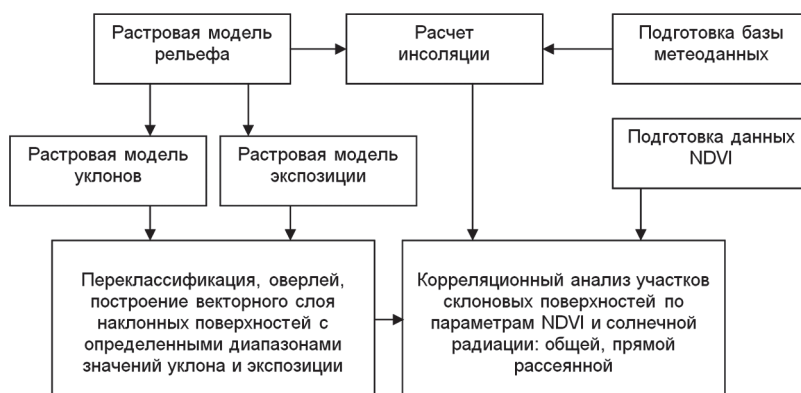 Растровая модель
рельефа
Расчет
инсоляции
Подготовка базы
метеоданных
Растровая модель
уклонов
Растровая модель
экспозиции
Подготовка данных
NDVI
Переклассификация, оверлей,
построение векторного слоя
наклонных поверхностей с
определенными диапазонами
значений уклона и экспозиции
Корреляционный анализ участков
склоновых поверхностей по
параметрам NDVI и солнечной
радиации: общей, прямой
рассеянной